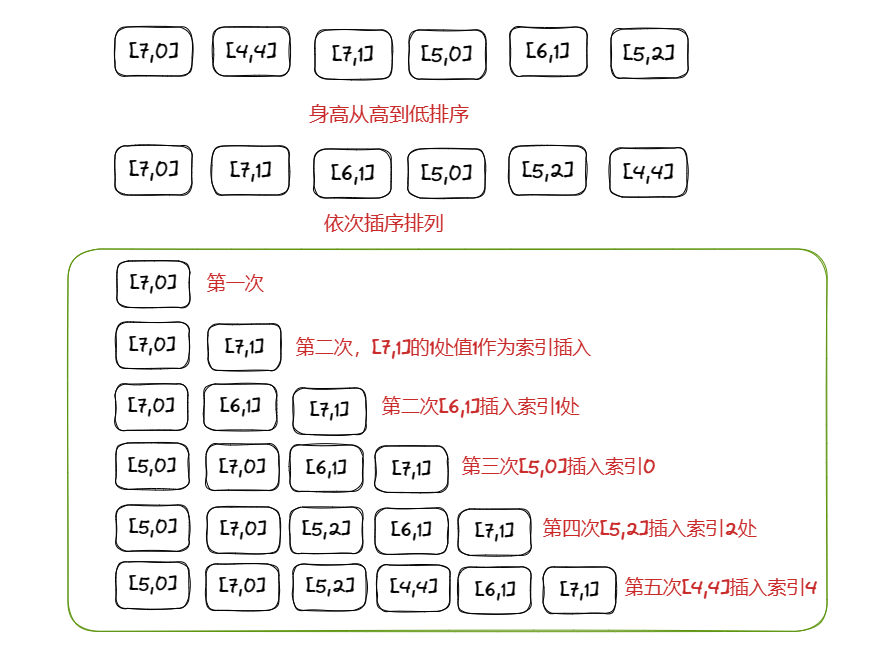 [7,0] [4,4] [7,1] [5,0] [6,1] [5,2]
身高从高到低排序
[7,0] [7,1] [6,1] [5,0] [5,2] [4,4]
依次插序排列
[7,0] 第一次
[7,0] [7,1] 第二次，[7,1]的1处值1作为索引插入
[7,0] [6,1] [7,1] 第二次[6,1]插入索引1处
[5,0] [7,0] [6,1] [7,1] 第三次[5,0]插入索引0
[5,0] [7,0] [5,2] [6,1] [7,1] 第四次[5,2]插入索引2处
[5,0] [7,0] [5,2] [4,4] [6,1] [7,1] 第五次[4,4]插入索引4